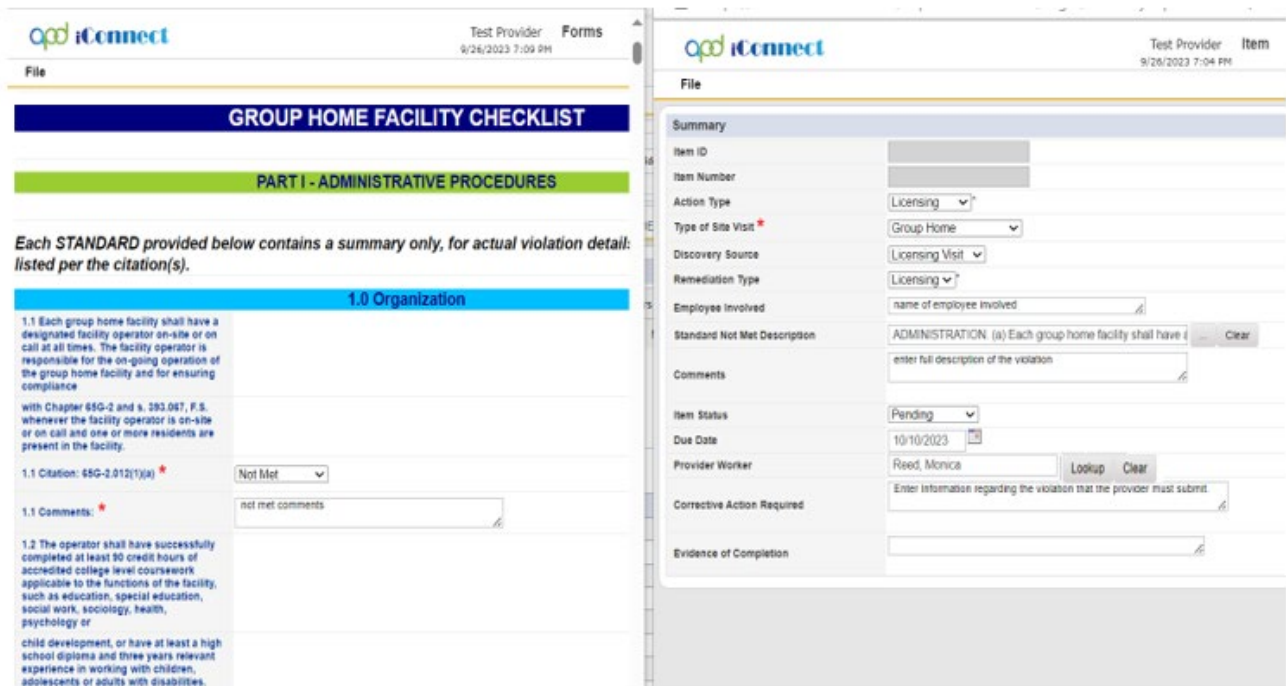 apd iConnect
Test Provider Forms
9/26/2023 7:09 PM
File
GROUP HOME FACILITY CHECKLIST
PART I - ADMINISTRATIVE PROCEDURES
Each STANDARD provided below contains a summary only, for actual violation details
listed per the citation(s).
1.0 Organization
1.1 Each group home facility shall have a
designated facility operator on-site or on
call at all times. The facility operator is
responsible for the on-going operation of
the group home facility and for ensuring
compliance
with Chapter 65G-2 and s. 393.067, F.S.
whenever the facility operator is on-site
or on call and one or more residents are
present in the facility.
1.1 Citation: 65G-2.012(1)(a) * Not Met
1.1 Comments: * not met comments
1.2 The operator shall have successfully
completed at least 90 credit hours of
accredited college level coursework
applicable to the functions of the facility,
such as education, special education,
social work, sociology, health,
psychology or
child development, or have at least a high
school diploma and three years relevant
experience in working with children,
adolescents or adults with disabilities.
apd iConnect
Test Provider Item
9/26/2023 7:04 PM
File
Summary
Item ID
Item Number
Action Type Licensing *
Type of Site Visit * Group Home
Discovery Source Licensing Visit
Remediation Type Licensing *
Employee Involved name of employee involved
Standard Not Met Description ADMINISTRATION. (a) Each group home facility shall have a ... Clear
Comments enter full description of the violation
Item Status Pending
Due Date 10/10/2023
Provider Worker Reed, Monica Lookup Clear
Corrective Action Required Enter Information regarding the violation that the provider must submit.
Evidence of Completion